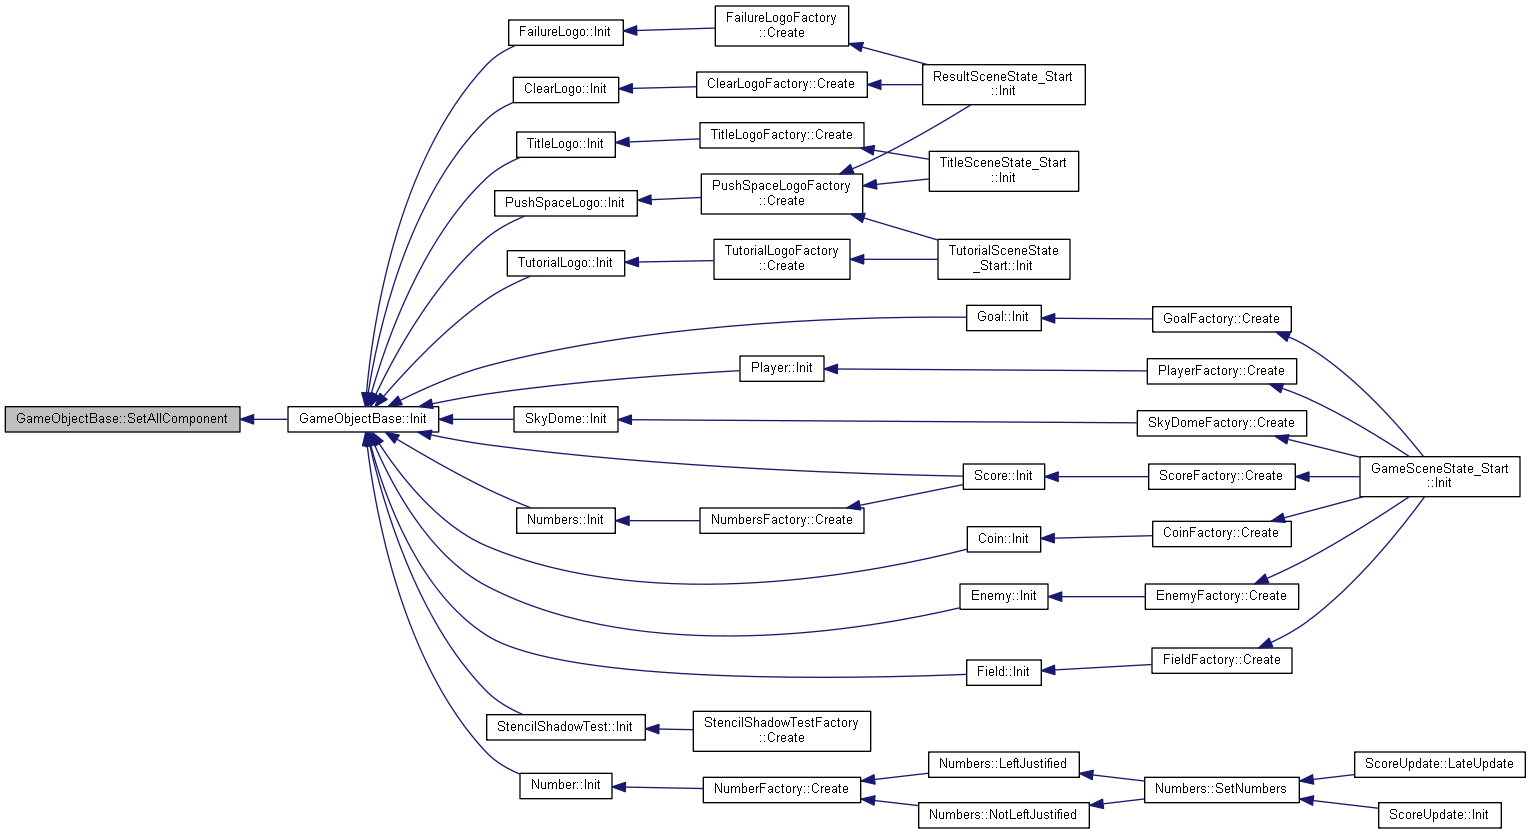 FailureLogo::Init
FailureLogoFactory
::Create
ClearLogo::Init
ClearLogoFactory::Create
ResultSceneState_Start
::Init
TitleLogo::Init
TitleLogoFactory::Create
TitleSceneState_Start
::Init
PushSpaceLogo::Init
PushSpaceLogoFactory
::Create
TutorialLogo::Init
TutorialLogoFactory
::Create
TutorialSceneState
_Start::Init
Goal::Init
GoalFactory::Create
Player::Init
PlayerFactory::Create
GameObjectBase::SetAllComponent
GameObjectBase::Init
SkyDome::Init
SkyDomeFactory::Create
Score::Init
ScoreFactory::Create
GameSceneState_Start
::Init
Numbers::Init
NumbersFactory::Create
Coin::Init
CoinFactory::Create
Enemy::Init
EnemyFactory::Create
Field::Init
FieldFactory::Create
StencilShadowTest::Init
StencilShadowTestFactory
::Create
Number::Init
NumberFactory::Create
Numbers::LeftJustified
Numbers::NotLeftJustified
Numbers::SetNumbers
ScoreUpdate::LateUpdate
ScoreUpdate::Init